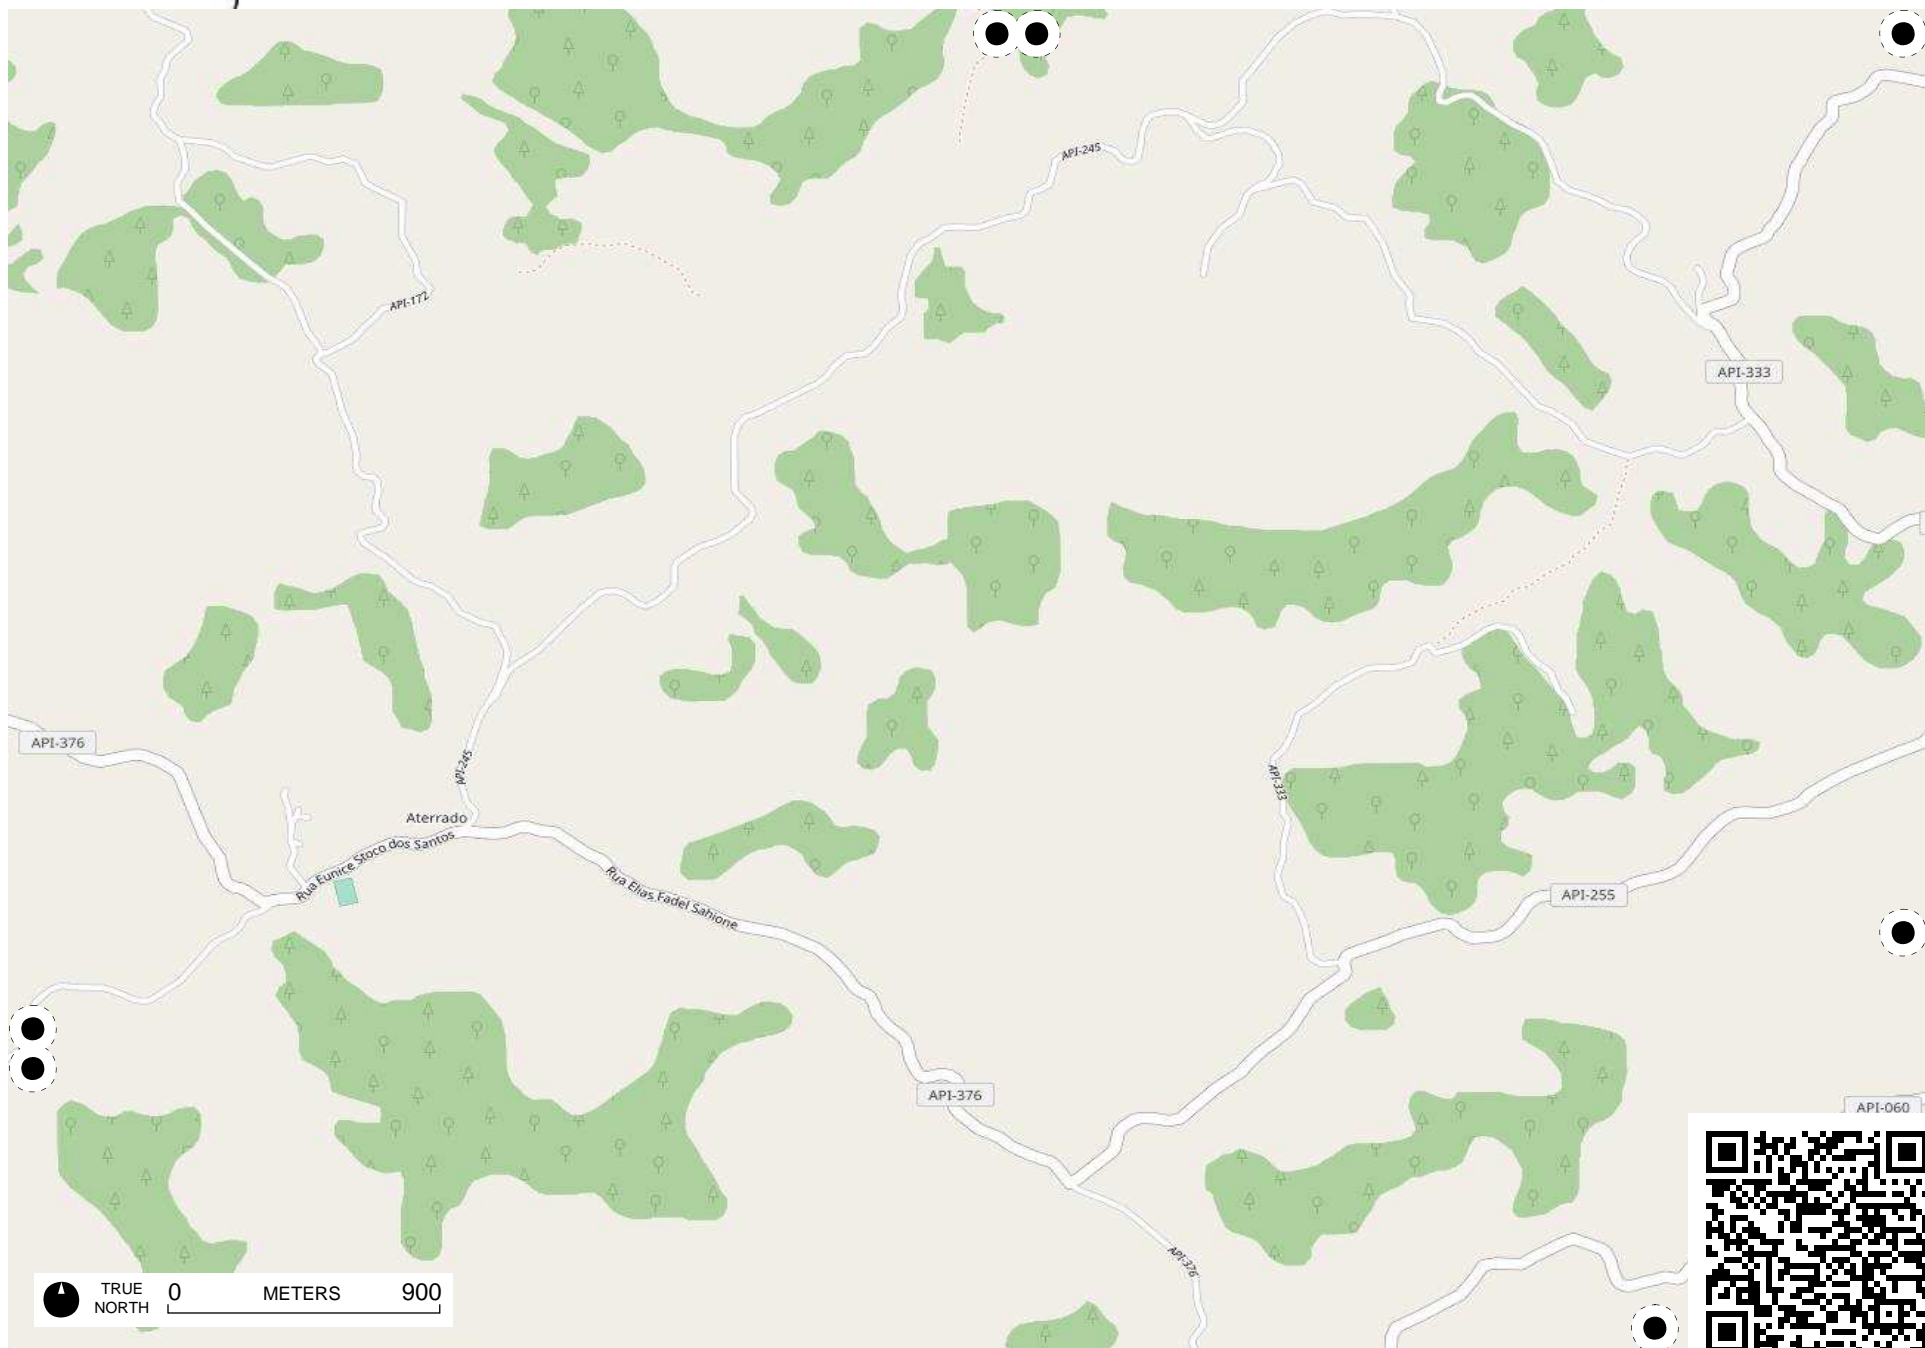 API-245
API-172
API-333
API-376
API-245
Aterrado
Rua Eunice Stoco dos Santos
Rua Elias Fadel Sahione
API-333
API-255
API-376
API-060
API-376
TRUE NORTH
0 METERS 900